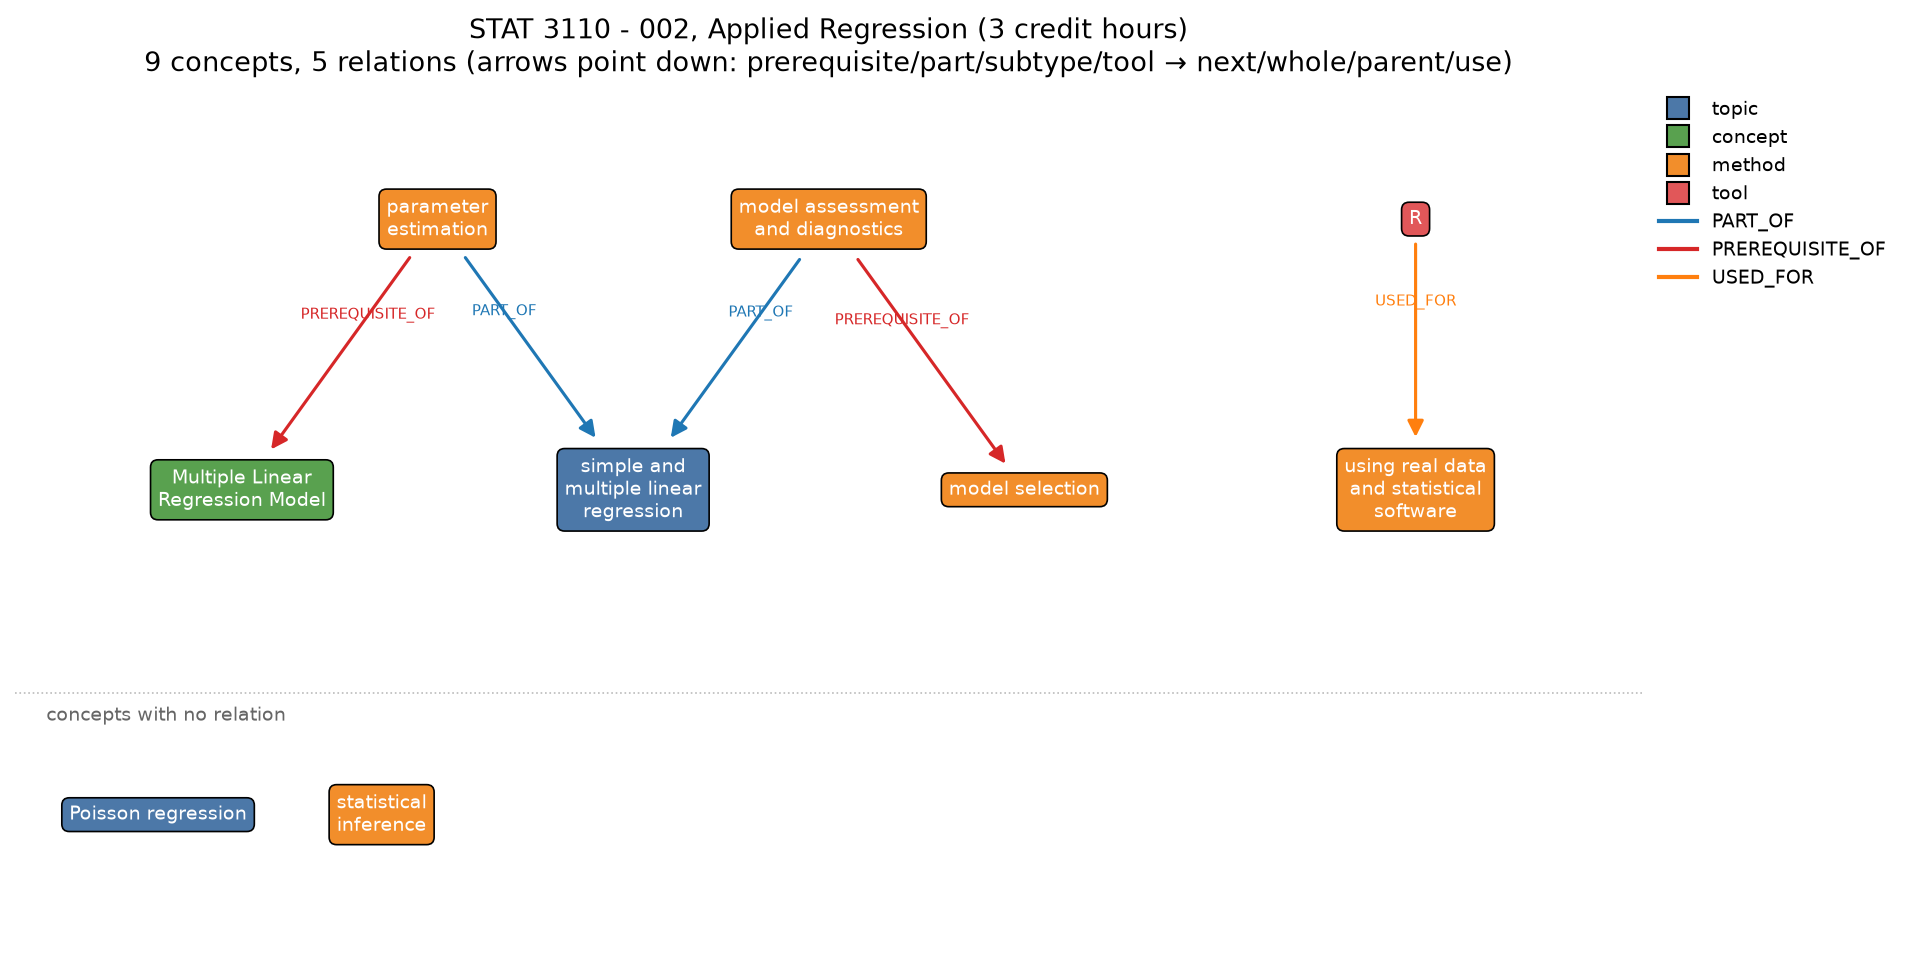 STAT 3110 - 002, Applied Regression (3 credit hours)
9 concepts, 5 relations (arrows point down: prerequisite/part/subtype/tool → next/whole/parent/use)
topic
concept
method
tool
PART_OF
PREREQUISITE_OF
USED_FOR
parameter
estimation
model assessment
and diagnostics
R
PREREQUISITE_OF
PART_OF
PART_OF
PREREQUISITE_OF
USED_FOR
Multiple Linear
Regression Model
simple and
multiple linear
regression
model selection
using real data
and statistical
software
concepts with no relation
Poisson regression
statistical
inference